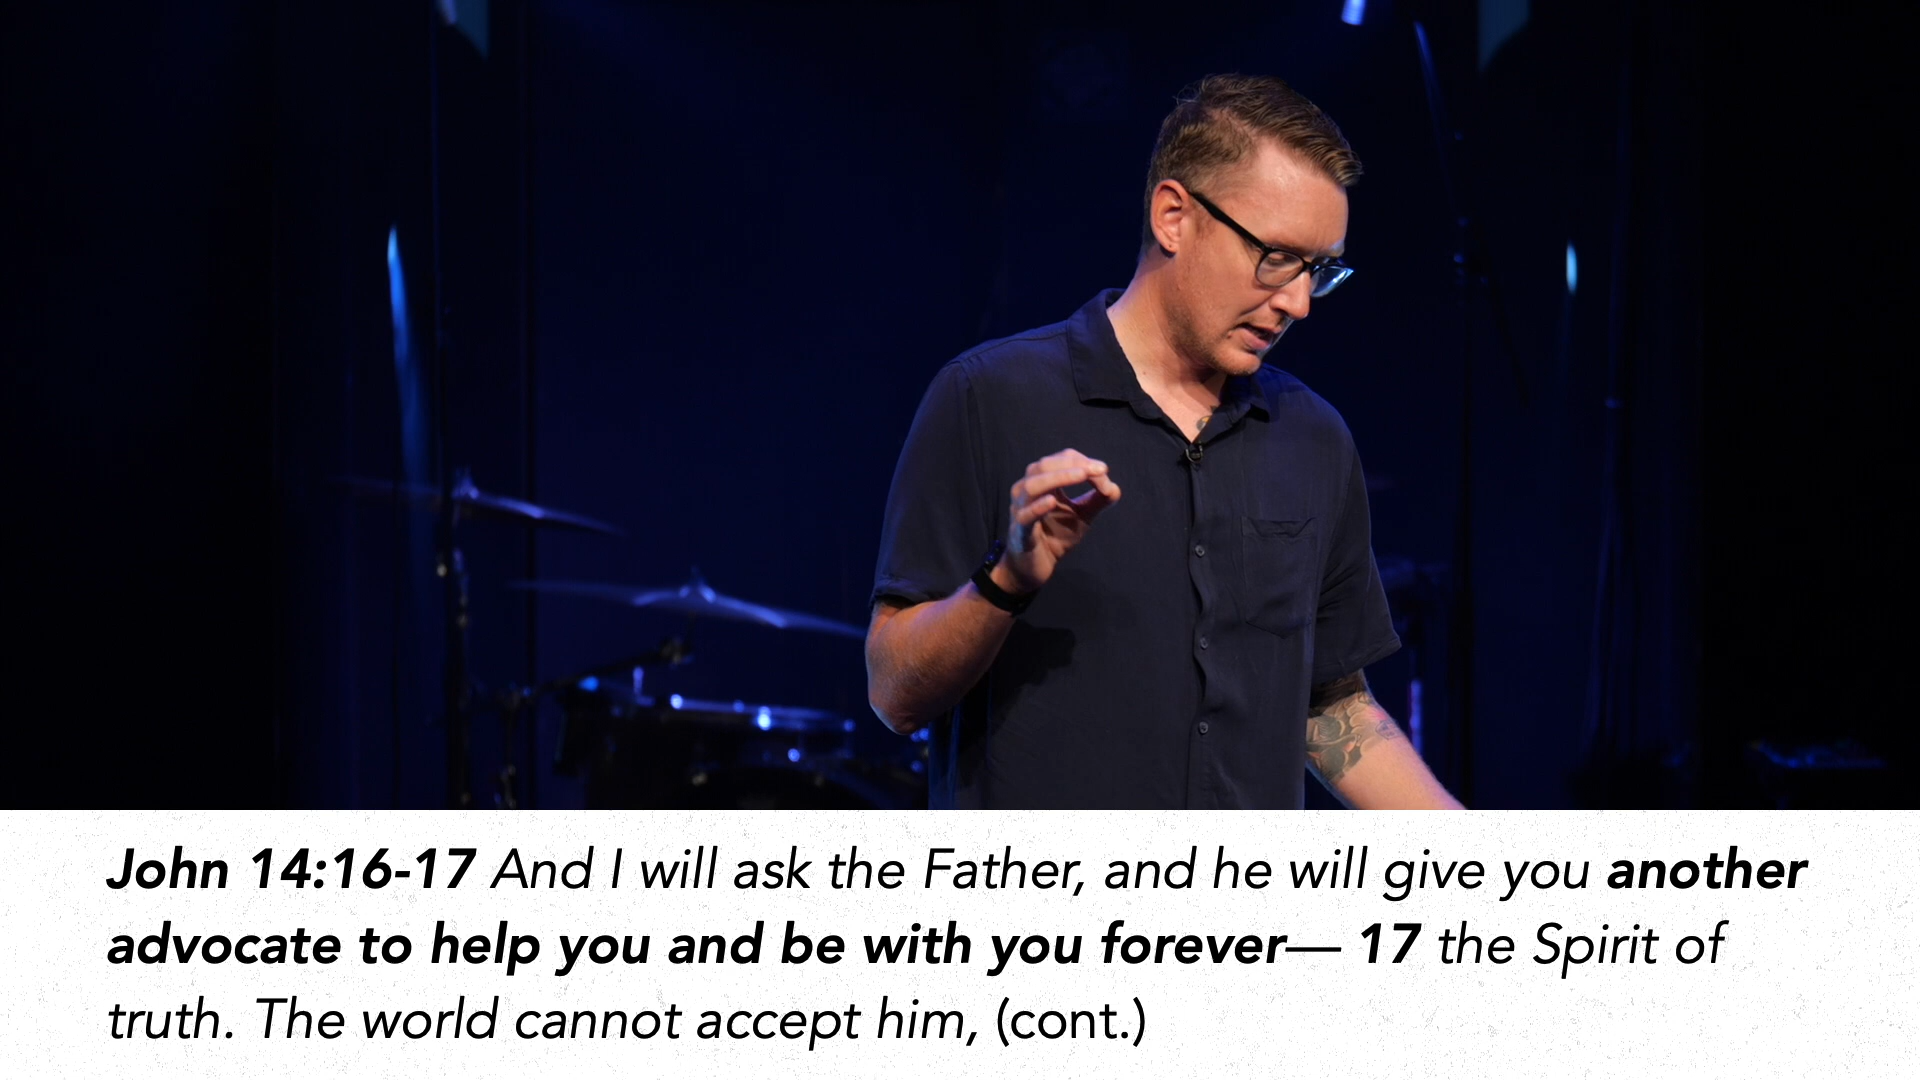 John 14:16-17 And I will ask the Father, and he will give you another
advocate to help you and be with you forever— 17 the Spirit of
truth. The world cannot accept him, (cont.)